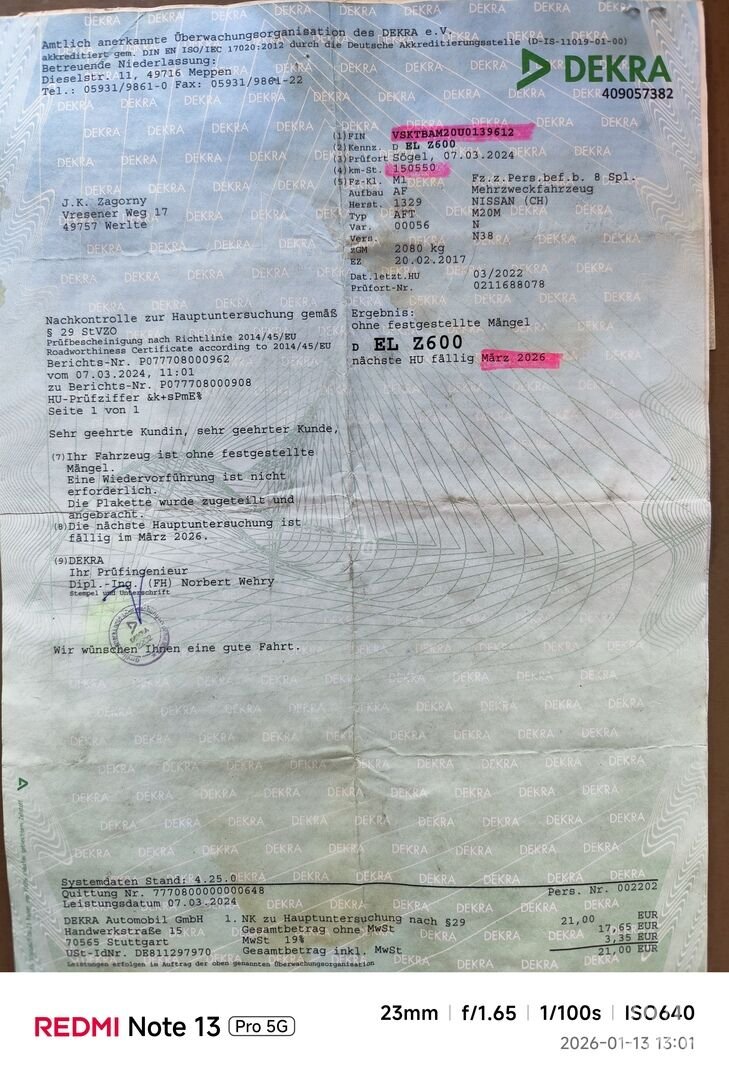 Amtlich anerkannte Überwachungsorganisation des DEKRA e.V.
akkreditiert gem. DIN EN ISO/IEC 17020:2012 durch die Deutsche Akkreditierungsstelle (D-IS-11019-01-00)
Betreuende Niederlassung:
Dieselstr. 11, 49716 Meppen
Tel.: 05931/9861-0 Fax: 05931/9861-22
DEKRA
409057382
(1) FIN VSKTBAM20U0139612
(2) Kennz. D EL Z600
(3) Prüfort Sögel, 07.03.2024
(4) km-St. 150550
(5) Fz-Kl. M1 Fz.z.Pers.bef.b. 8 Spl.
Aufbau AF Mehrzweckfahrzeug
Herst. 1329 NISSAN (CH)
Typ AFT M20M
Var. 00056 N
Vers. N38
zGM 2080 kg
EZ 20.02.2017
Dat.letzt.HU 03/2022
Prüfort-Nr. 0211688078
J.K. Zagorny
Vresener Weg 17
49757 Werlte
Nachkontrolle zur Hauptuntersuchung gemäß
§ 29 StVZO
Prüfbescheinigung nach Richtlinie 2014/45/EU
Roadworthiness Certificate according to 2014/45/EU
Berichts-Nr. P077708000962
vom 07.03.2024, 11:01
zu Berichts-Nr. P077708000908
HU-Prüfziffer &k+sPmE%
Seite 1 von 1
Ergebnis:
ohne festgestellte Mängel
D EL Z600
nächste HU fällig März 2026
Sehr geehrte Kundin, sehr geehrter Kunde,
(7) Ihr Fahrzeug ist ohne festgestellte
Mängel.
Eine Wiedervorführung ist nicht
erforderlich.
Die Plakette wurde zugeteilt und
angebracht.
(8) Die nächste Hauptuntersuchung ist
fällig im März 2026.
(9) DEKRA
Ihr Prüfingenieur
Dipl.-Ing. (FH) Norbert Wehry
Stempel und Unterschrift
Wir wünschen Ihnen eine gute Fahrt.
Systemdaten Stand: 4.25.0
Quittung Nr. 7770800000000648 Pers. Nr. 002202
Leistungsdatum 07.03.2024
DEKRA Automobil GmbH 1. NK zu Hauptuntersuchung nach §29 21,00 EUR
Handwerkstraße 15 Gesamtbetrag ohne MwSt 17,65 EUR
70565 Stuttgart MwSt 19% 3,35 EUR
USt-IdNr. DE811297970 Gesamtbetrag inkl. MwSt 21,00 EUR
Leistungen erfolgen im Auftrag der oben genannten Überwachungsorganisation
REDMI Note 13 Pro 5G
23mm | f/1.65 | 1/100s | ISO640
2026-01-13 13:01